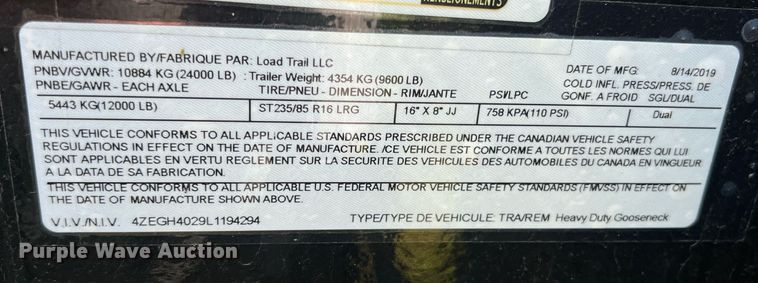 RENSEIGNEMENTS
MANUFACTURED BY/FABRIQUE PAR: Load Trail LLC
DATE OF MFG: 8/14/2019
PNBV/GVWR: 10884 KG (24000 LB) : Trailer Weight: 4354 KG (9600 LB)
COLD INFL. PRESS/PRESS. DE
PNBE/GAWR - EACH AXLE TIRE/PNEU - DIMENSION - RIM/JANTE PSI/LPC GONF. A FROID SGL/DUAL
5443 KG(12000 LB) ST235/85 R16 LRG 16" X 8" JJ 758 KPA(110 PSI) Dual
THIS VEHICLE CONFORMS TO ALL APPLICABLE STANDARDS PRESCRIBED UNDER THE CANADIAN VEHICLE SAFETY
REGULATIONS IN EFFECT ON THE DATE OF MANUFACTURE. /CE VEHICLE EST CONFORME A TOUTES LES NORMES QUI LUI
SONT APPLICABLES EN VERTU REGLEMENT SUR LA SECURITE DES VEHICULES DES AUTOMOBILES DU CANADA EN VINGUEUR
A LA DATA DE SA FABRICATION.
THIS VEHICLE CONFORMS TO ALL APPLICABLE U.S. FEDERAL MOTOR VEHICLE SAFETY STANDARDS (FMVSS) IN EFFECT ON
THE DATE OF MANUFACTURE SHOWN ABOVE.
V.I.V./N.I.V. 4ZEGH4029L1194294 TYPE/TYPE DE VEHICULE: TRA/REM Heavy Duty Gooseneck
Purple Wave Auction